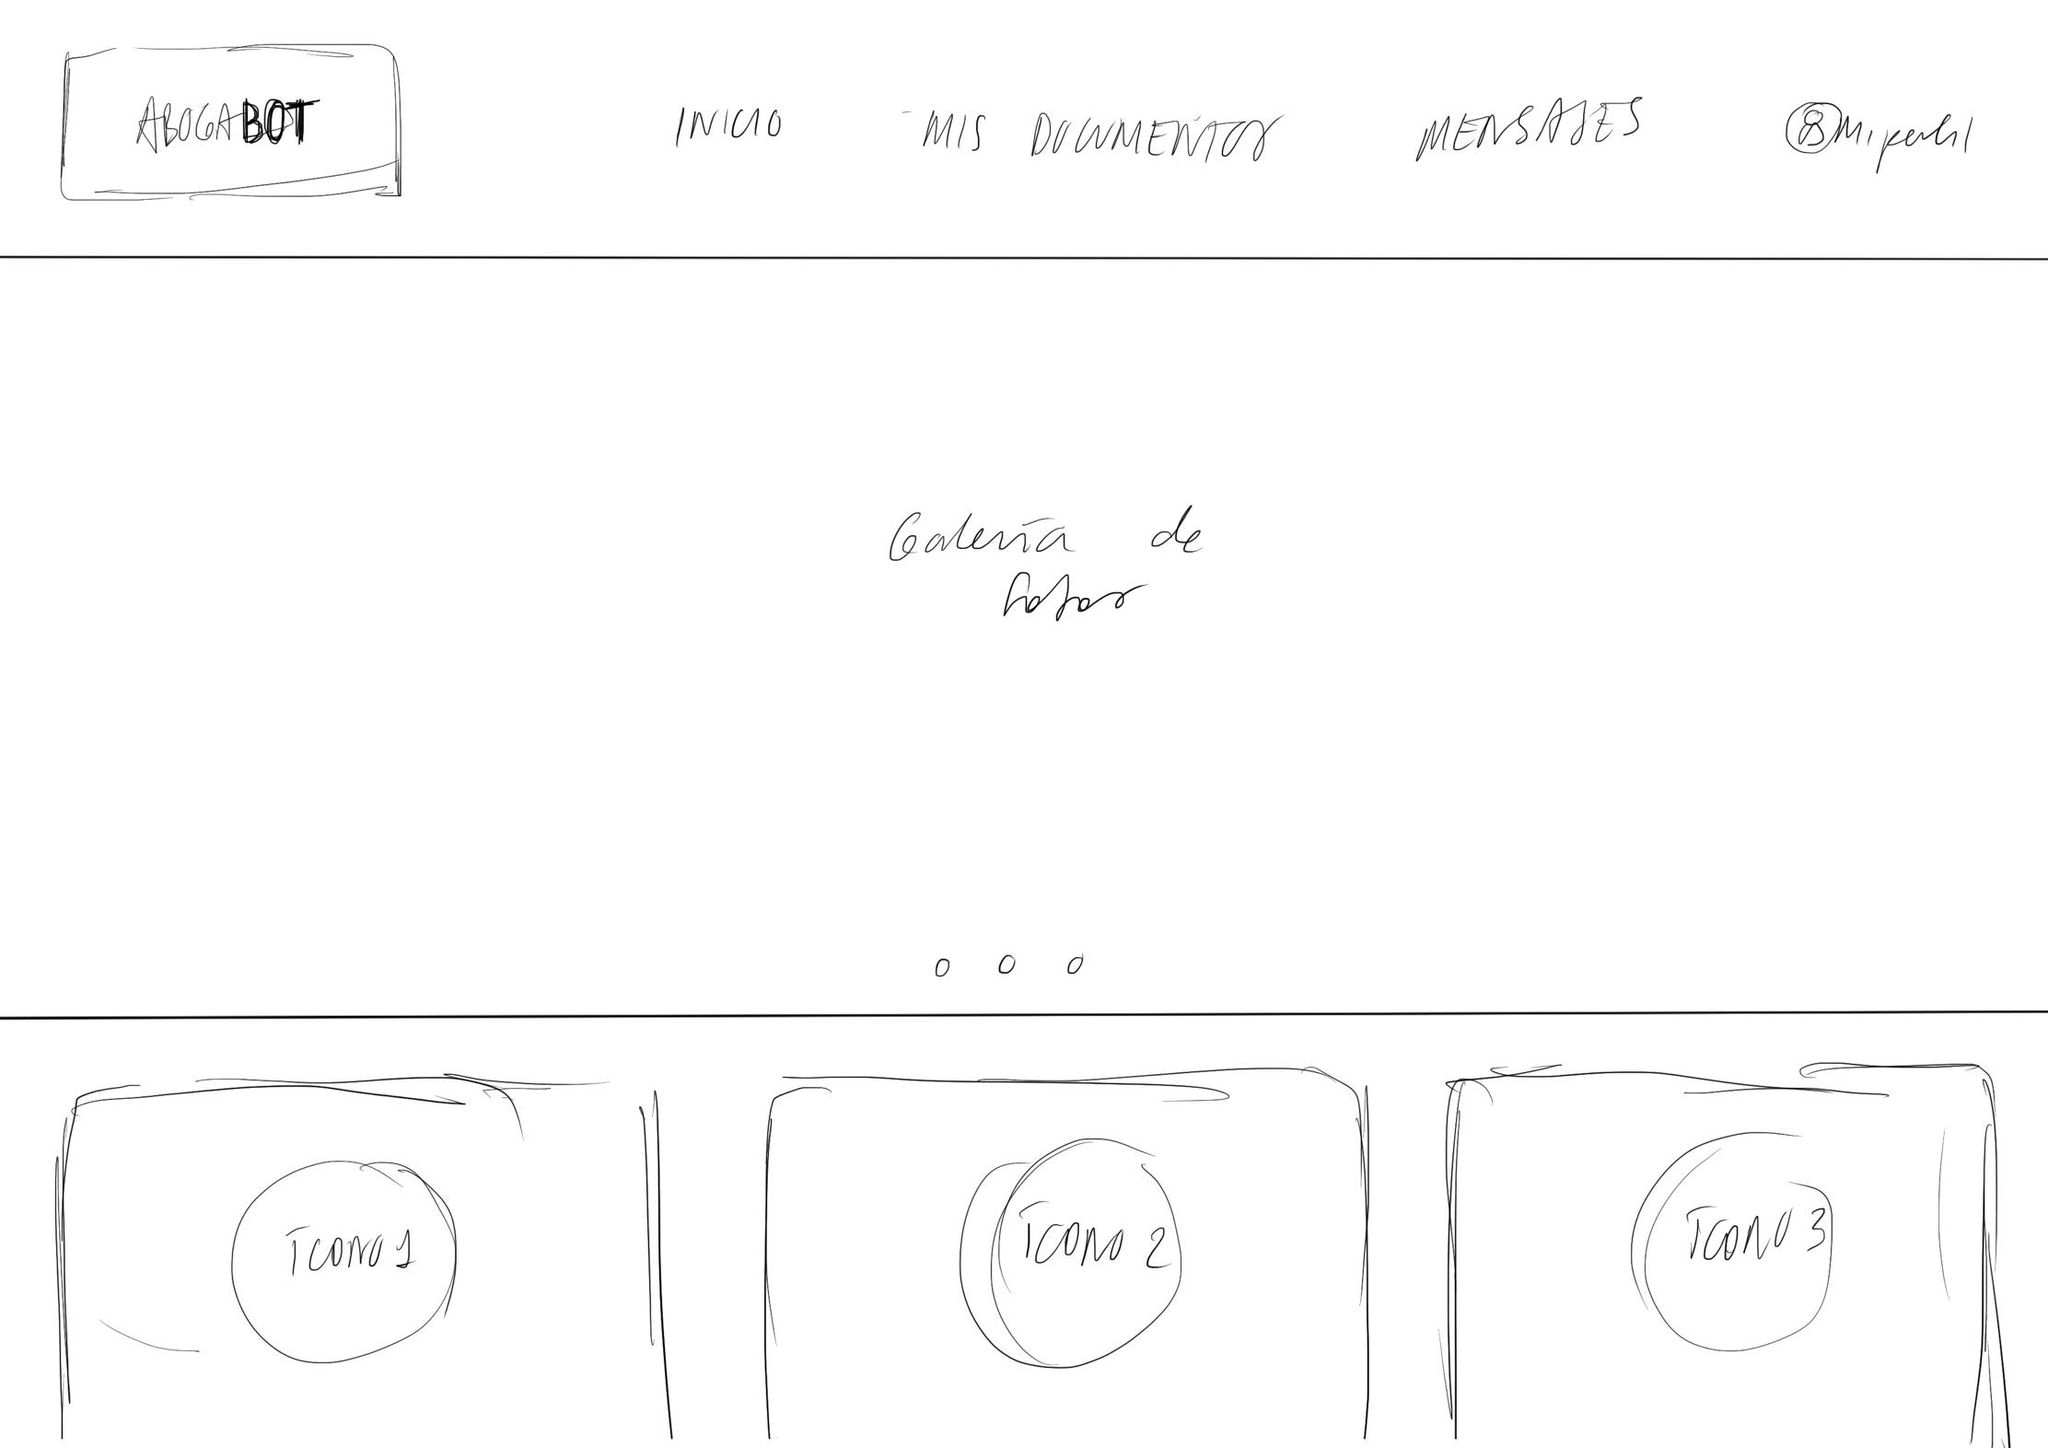 ABOGABOT
INICIO
MIS DOCUMENTOS
MENSAJES
Mi perfil
Galería de
fotos
ICONO 1
ICONO 2
ICONO 3